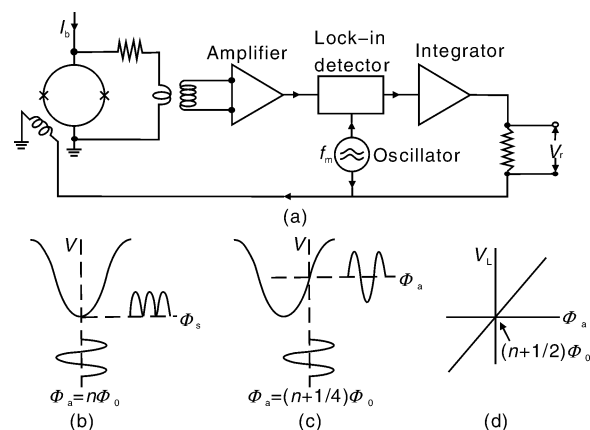 I_b
Amplifier
Lock-in
detector
Integrator
f_m
Oscillator
V_r
(a)
V
Φ_s
Φ_a=nΦ_0
(b)
V
Φ_a
Φ_a=(n+1/4)Φ_0
(c)
V_L
Φ_a
(n+1/2)Φ_0
(d)